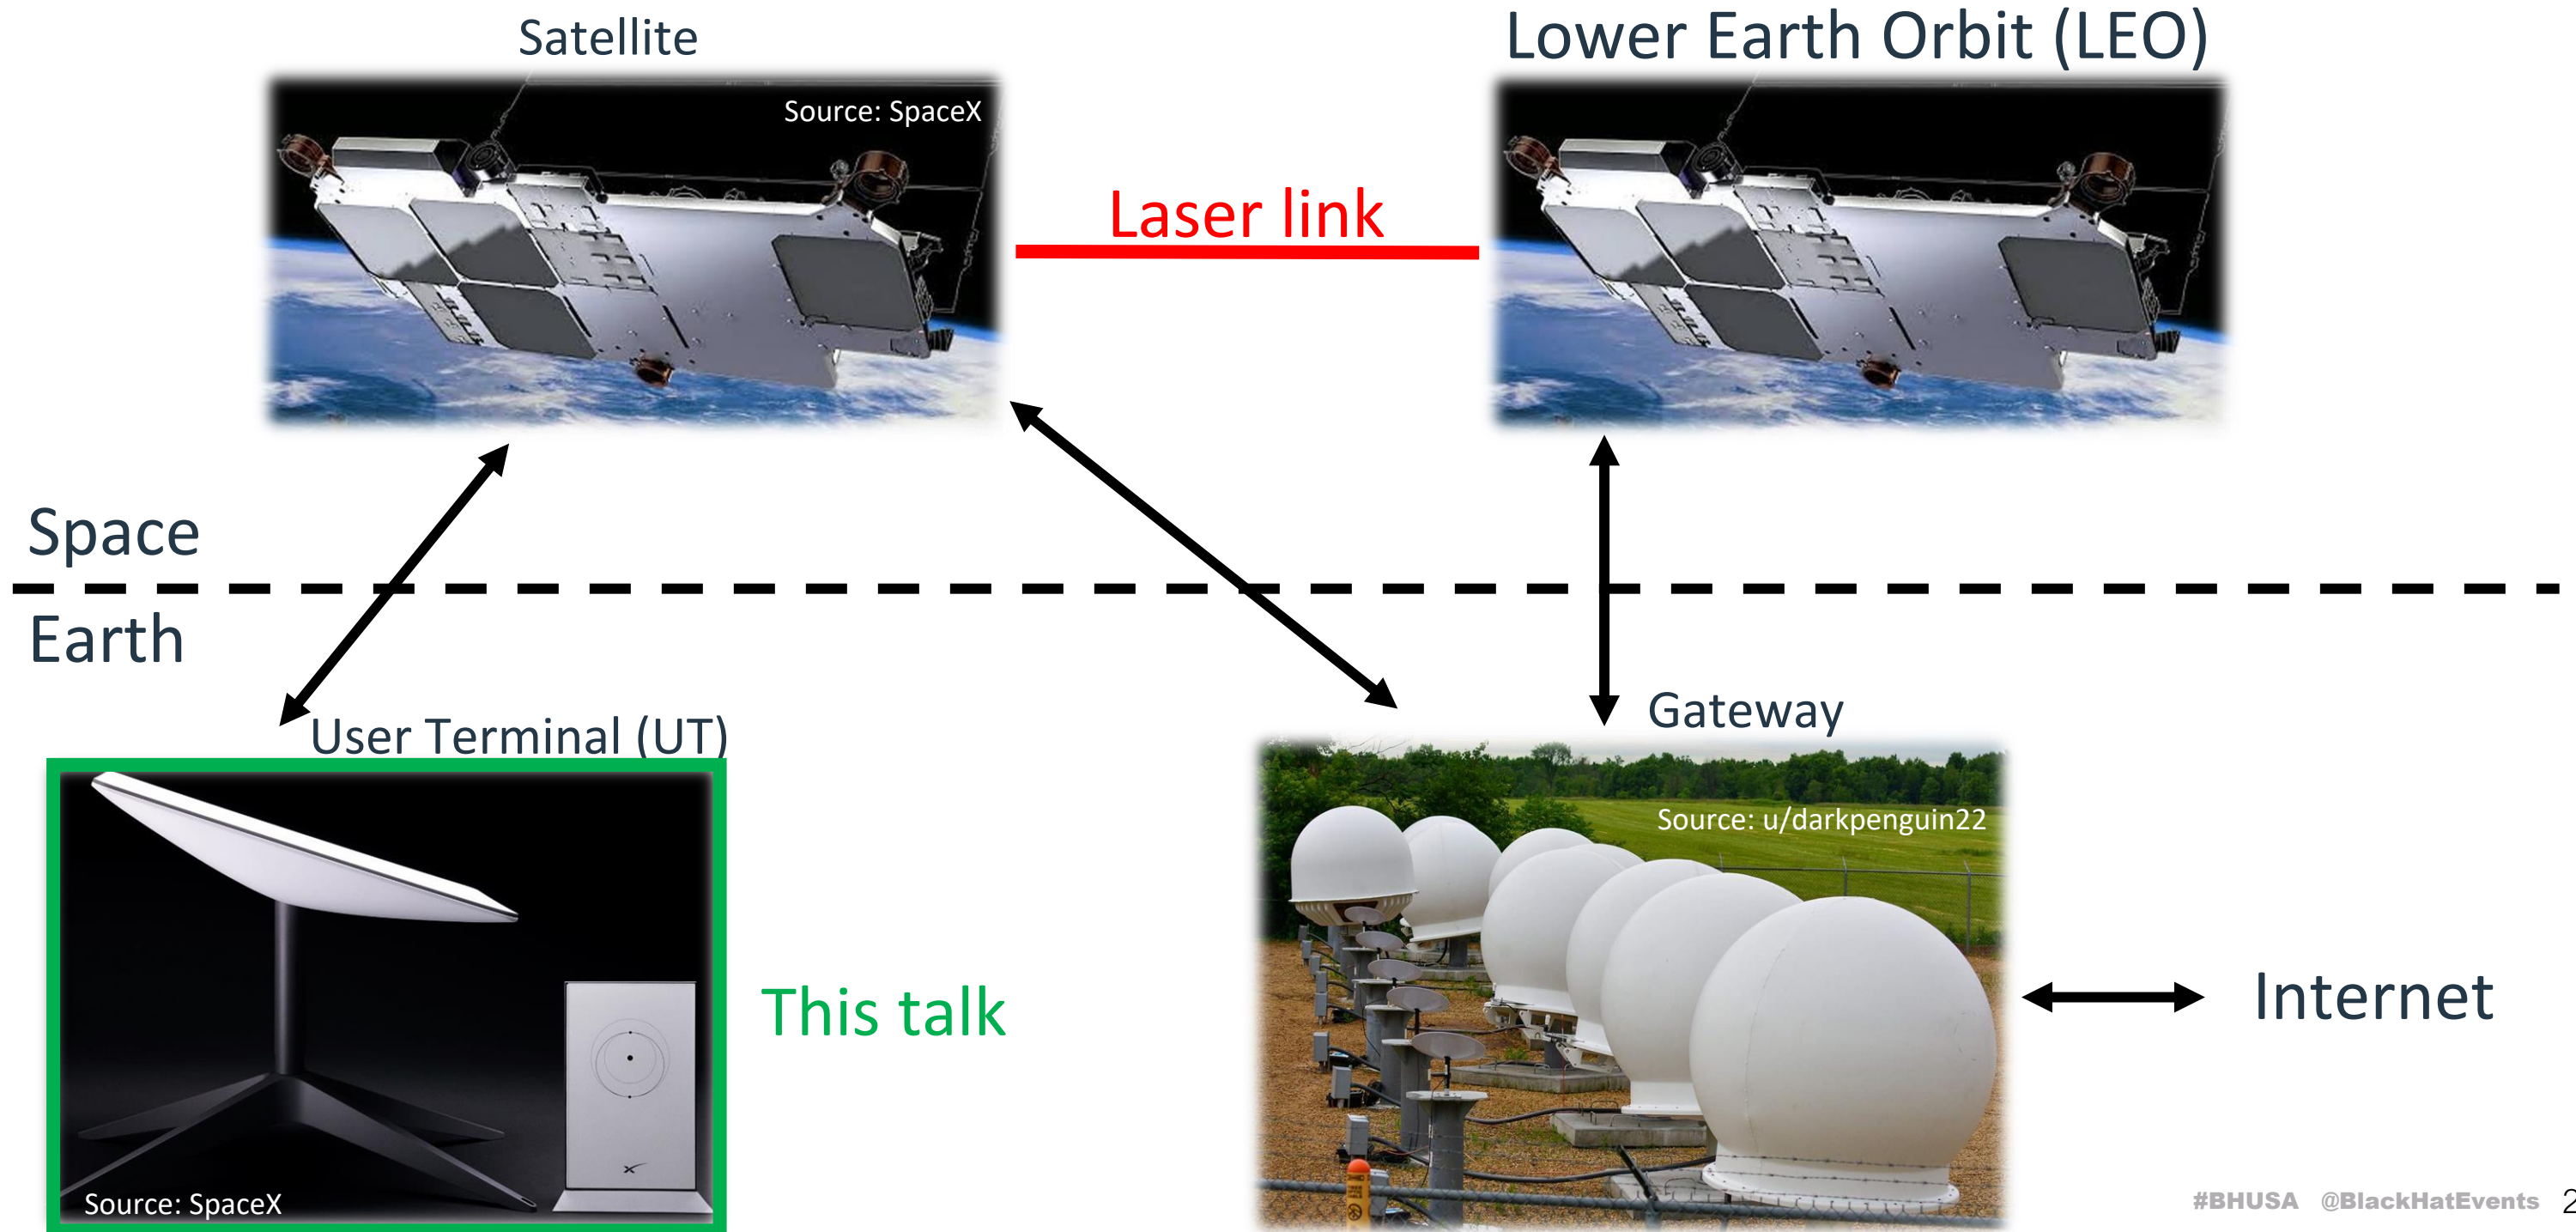 Satellite
Lower Earth Orbit (LEO)
Source: SpaceX
Laser link
Space
Earth
User Terminal (UT)
Gateway
Source: u/darkpenguin22
This talk
Internet
Source: SpaceX
#BHUSA @BlackHatEvents